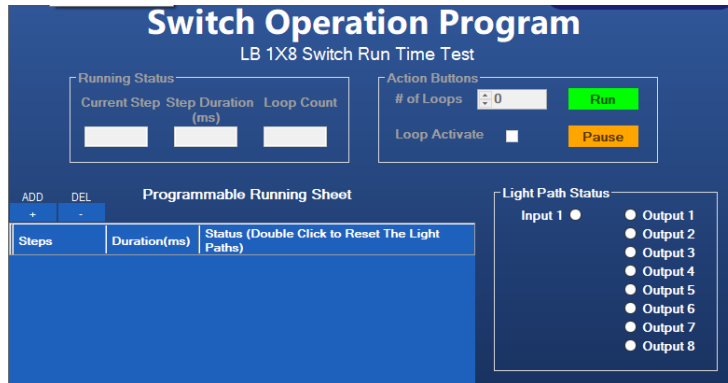 Switch Operation Program
LB 1X8 Switch Run Time Test
Running Status
Current Step Step Duration (ms) Loop Count
Action Buttons
# of Loops 0 Run
Loop Activate Pause
ADD DEL
+ -
Programmable Running Sheet
Steps Duration(ms) Status (Double Click to Reset The Light
Paths)
Light Path Status
Input 1 Output 1
Output 2
Output 3
Output 4
Output 5
Output 6
Output 7
Output 8